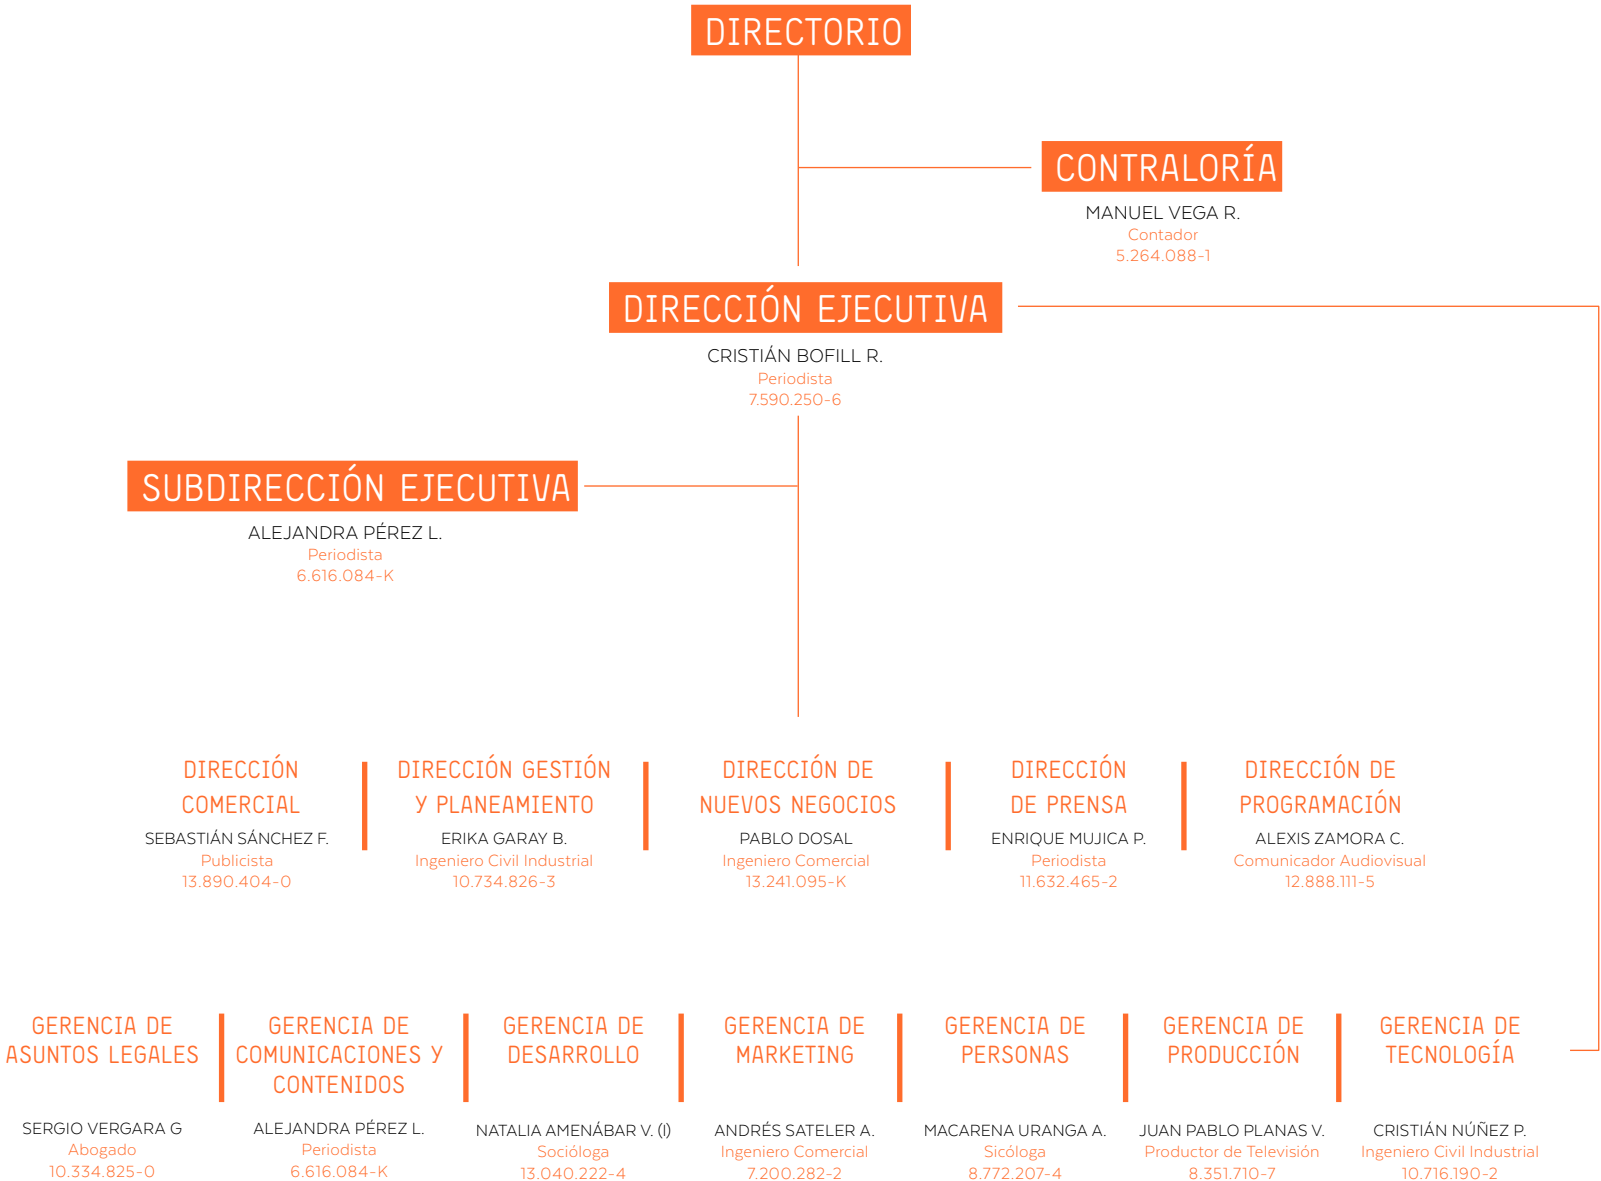 DIRECTORIO
CONTRALORÍA
MANUEL VEGA R.
Contador
5.264.088-1
DIRECCIÓN EJECUTIVA
CRISTIÁN BOFILL R.
Periodista
7.590.250-6
SUBDIRECCIÓN EJECUTIVA
ALEJANDRA PÉREZ L.
Periodista
6.616.084-K
DIRECCIÓN
COMERCIAL
SEBASTIÁN SÁNCHEZ F.
Publicista
13.890.404-0
DIRECCIÓN GESTIÓN
Y PLANEAMIENTO
ERIKA GARAY B.
Ingeniero Civil Industrial
10.734.826-3
DIRECCIÓN DE
NUEVOS NEGOCIOS
PABLO DOSAL
Ingeniero Comercial
13.241.095-K
DIRECCIÓN
DE PRENSA
ENRIQUE MUJICA P.
Periodista
11.632.465-2
DIRECCIÓN DE
PROGRAMACIÓN
ALEXIS ZAMORA C.
Comunicador Audiovisual
12.888.111-5
GERENCIA DE
ASUNTOS LEGALES
SERGIO VERGARA G
Abogado
10.334.825-0
GERENCIA DE
COMUNICACIONES Y
CONTENIDOS
ALEJANDRA PÉREZ L.
Periodista
6.616.084-K
GERENCIA DE
DESARROLLO
NATALIA AMENÁBAR V. (I)
Socióloga
13.040.222-4
GERENCIA DE
MARKETING
ANDRÉS SATELER A.
Ingeniero Comercial
7.200.282-2
GERENCIA DE
PERSONAS
MACARENA URANGA A.
Sicóloga
8.772.207-4
GERENCIA DE
PRODUCCIÓN
JUAN PABLO PLANAS V.
Productor de Televisión
8.351.710-7
GERENCIA DE
TECNOLOGÍA
CRISTIÁN NÚÑEZ P.
Ingeniero Civil Industrial
10.716.190-2